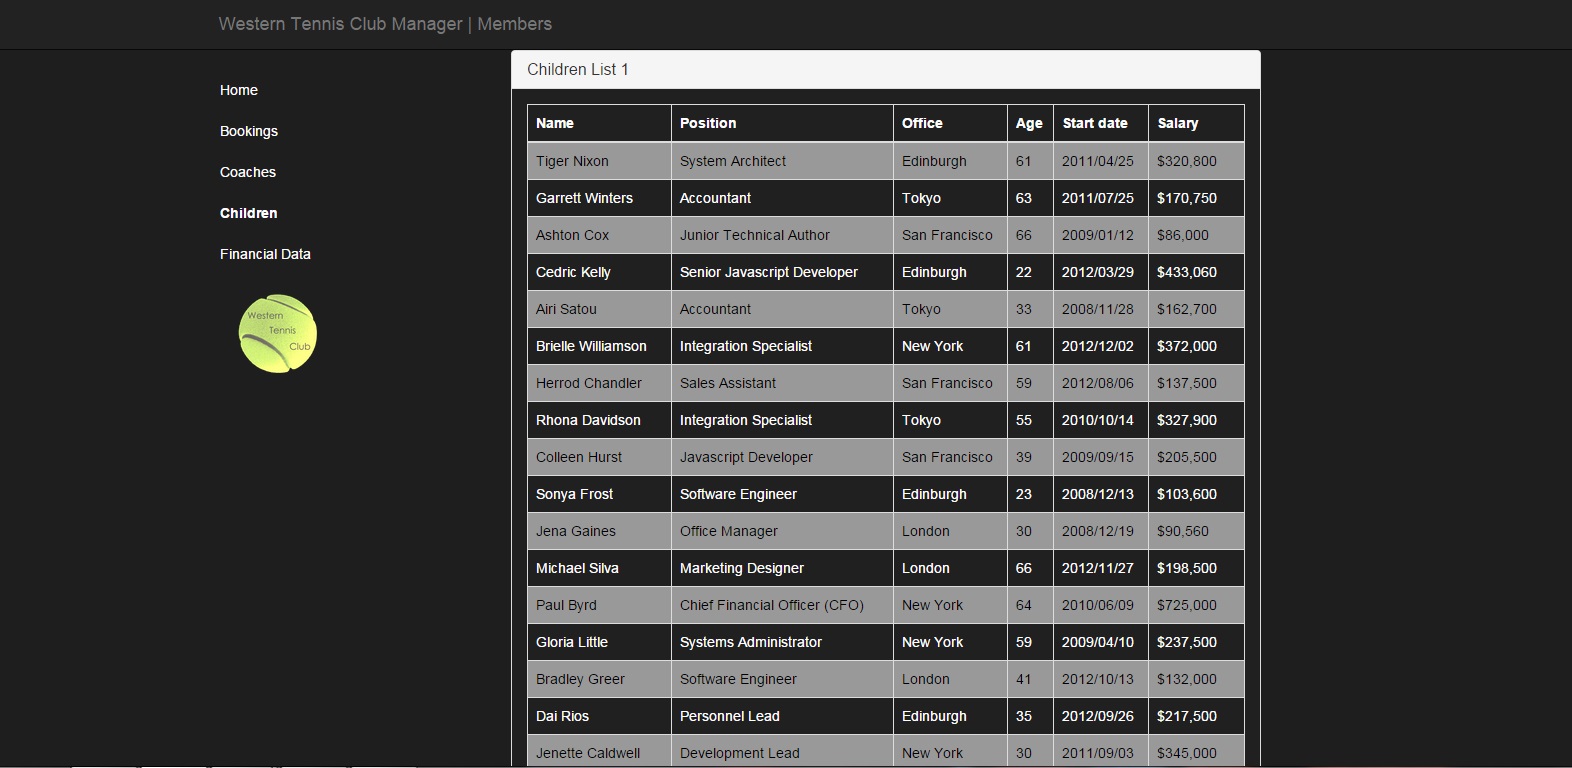 Western Tennis Club Manager | Members
Home
Bookings
Coaches
Children
Financial Data
Western
Tennis
Club
Children List 1
Name Position Office Age Start date Salary
Tiger Nixon System Architect Edinburgh 61 2011/04/25 $320,800
Garrett Winters Accountant Tokyo 63 2011/07/25 $170,750
Ashton Cox Junior Technical Author San Francisco 66 2009/01/12 $86,000
Cedric Kelly Senior Javascript Developer Edinburgh 22 2012/03/29 $433,060
Airi Satou Accountant Tokyo 33 2008/11/28 $162,700
Brielle Williamson Integration Specialist New York 61 2012/12/02 $372,000
Herrod Chandler Sales Assistant San Francisco 59 2012/08/06 $137,500
Rhona Davidson Integration Specialist Tokyo 55 2010/10/14 $327,900
Colleen Hurst Javascript Developer San Francisco 39 2009/09/15 $205,500
Sonya Frost Software Engineer Edinburgh 23 2008/12/13 $103,600
Jena Gaines Office Manager London 30 2008/12/19 $90,560
Michael Silva Marketing Designer London 66 2012/11/27 $198,500
Paul Byrd Chief Financial Officer (CFO) New York 64 2010/06/09 $725,000
Gloria Little Systems Administrator New York 59 2009/04/10 $237,500
Bradley Greer Software Engineer London 41 2012/10/13 $132,000
Dai Rios Personnel Lead Edinburgh 35 2012/09/26 $217,500
Jenette Caldwell Development Lead New York 30 2011/09/03 $345,000